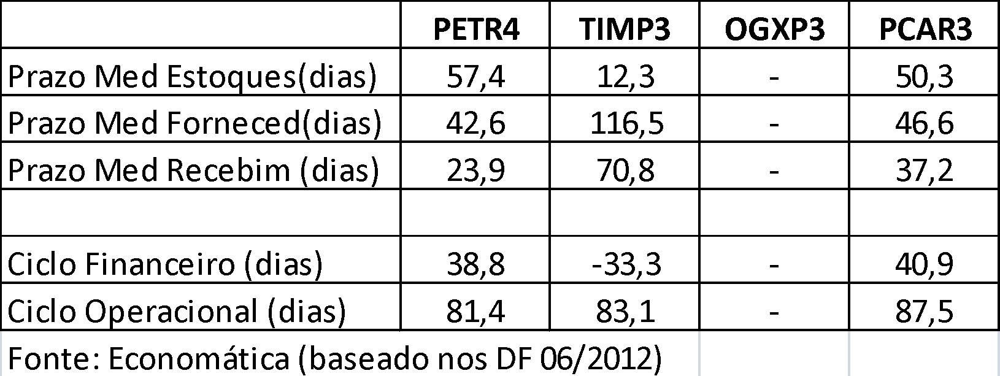 PETR4 TIMP3 OGXP3 PCAR3
Prazo Med Estoques(dias) 57,4 12,3 - 50,3
Prazo Med Forneced(dias) 42,6 116,5 - 46,6
Prazo Med Recebim (dias) 23,9 70,8 - 37,2
Ciclo Financeiro (dias) 38,8 -33,3 - 40,9
Ciclo Operacional (dias) 81,4 83,1 - 87,5
Fonte: Economática (baseado nos DF 06/2012)